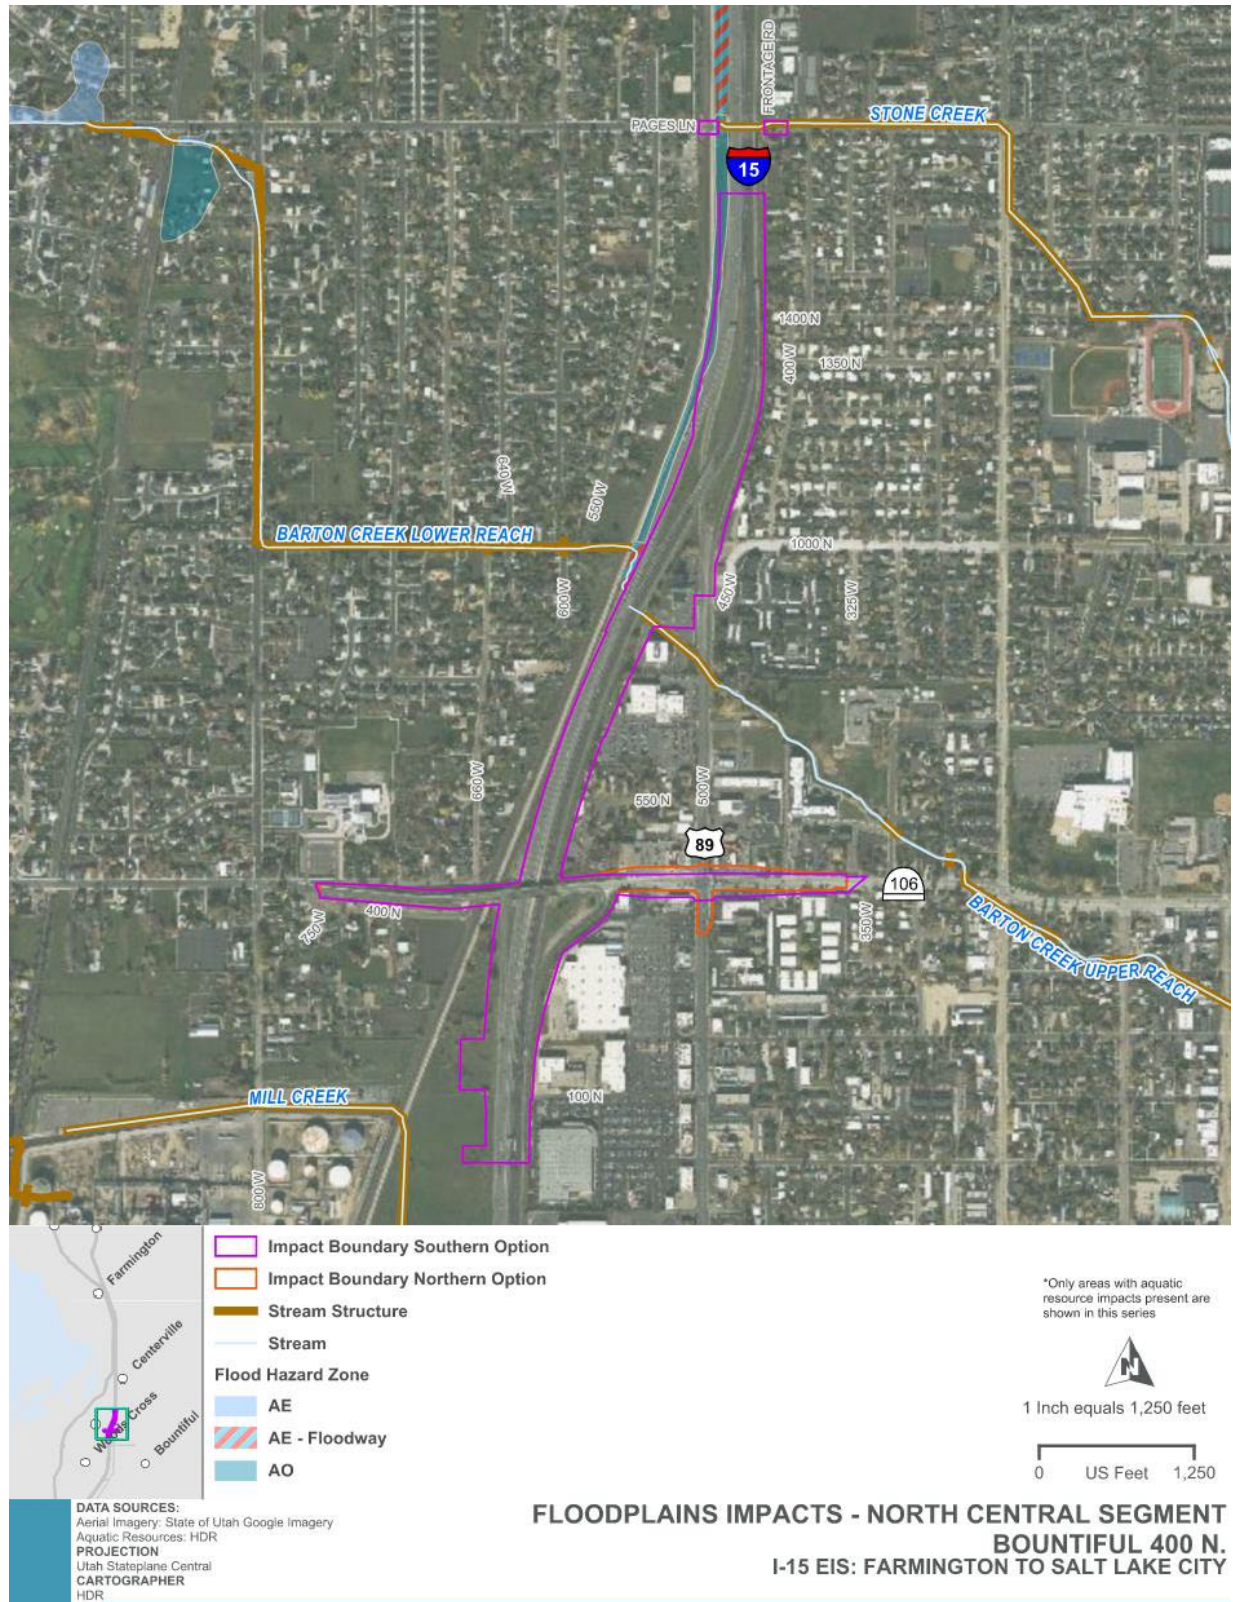 FRONTAGE RD
PAGES LN
STONE CREEK
15
1400 N
400 W
1350 N
640 W
550 W
BARTON CREEK LOWER REACH
1000 N
600 W
450 W
325 W
660 W
550 N
500 W
89
106
400 N
750 W
350 W
BARTON CREEK UPPER REACH
MILL CREEK
100 N
800 W
Farmington
Centerville
Woods Cross
Bountiful
Impact Boundary Southern Option
Impact Boundary Northern Option
Stream Structure
Stream
Flood Hazard Zone
AE
AE - Floodway
AO
*Only areas with aquatic
resource impacts present are
shown in this series
N
1 Inch equals 1,250 feet
0 US Feet 1,250
DATA SOURCES:
Aerial Imagery: State of Utah Google Imagery
Aquatic Resources: HDR
PROJECTION
Utah Stateplane Central
CARTOGRAPHER
HDR
FLOODPLAINS IMPACTS - NORTH CENTRAL SEGMENT
BOUNTIFUL 400 N.
I-15 EIS: FARMINGTON TO SALT LAKE CITY